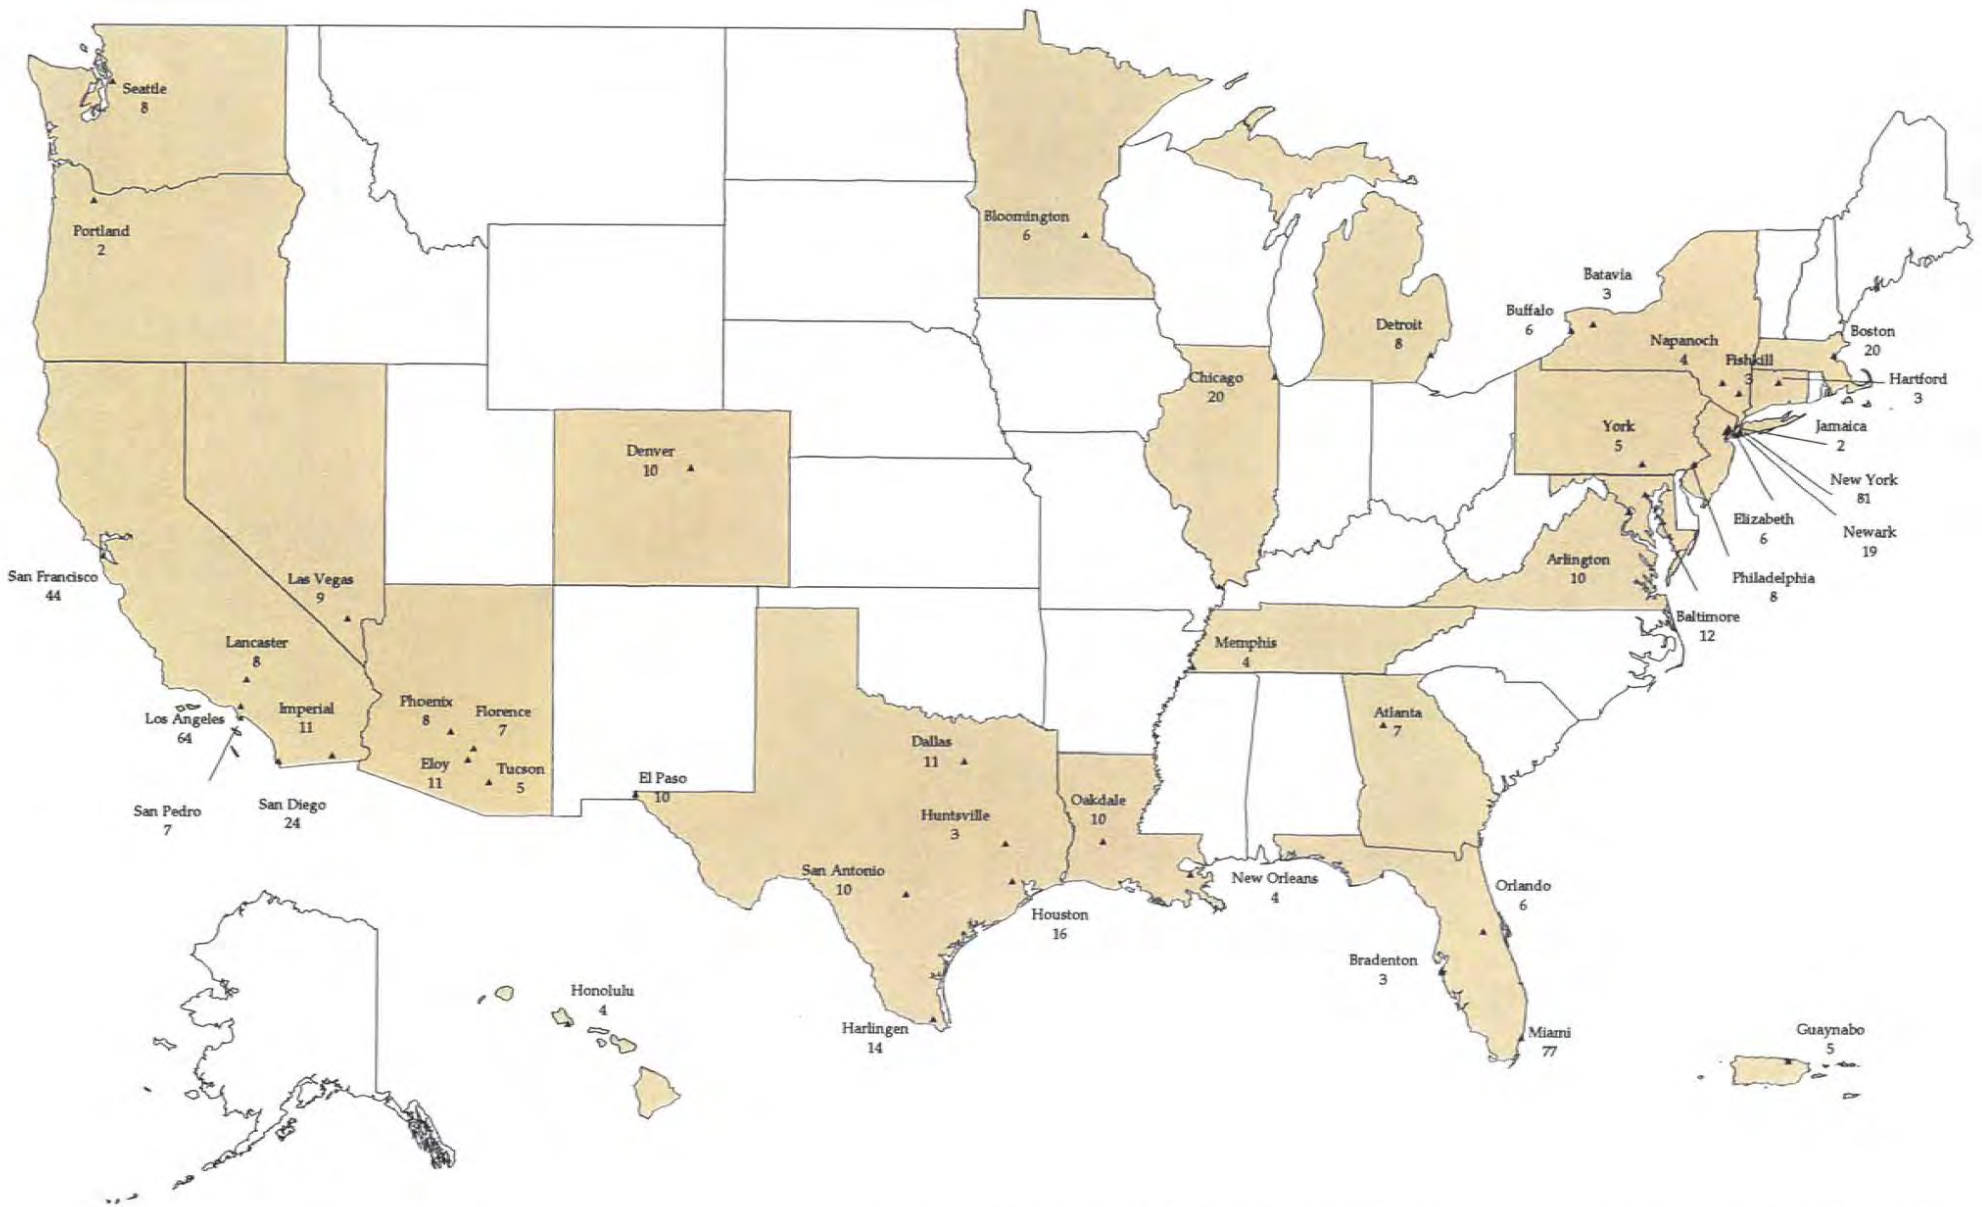 Seattle
8
Portland
2
Bloomington
6
Batavia
3
Buffalo
6
Detroit
8
Napanoch
4
Fishkill
3
Boston
20
Hartford
3
Chicago
20
York
5
Jamaica
2
New York
81
Newark
19
Elizabeth
6
Philadelphia
8
Baltimore
12
Arlington
10
Denver
10
San Francisco
44
Las Vegas
9
Lancaster
8
Los Angeles
64
Imperial
11
San Pedro
7
San Diego
24
Phoenix
8
Florence
7
Eloy
11
Tucson
5
Memphis
4
Atlanta
7
El Paso
10
Dallas
11
Huntsville
3
Oakdale
10
San Antonio
10
Houston
16
New Orleans
4
Orlando
6
Bradenton
3
Miami
77
Harlingen
14
Honolulu
4
Guaynabo
5